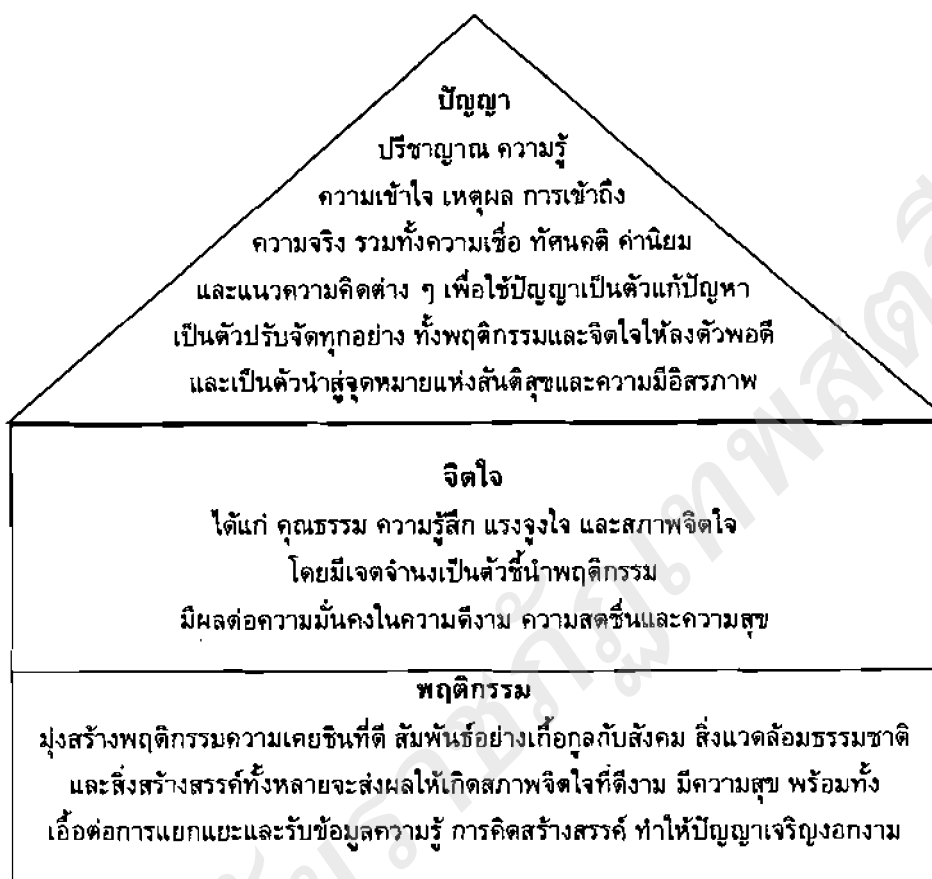 ปัญญา
ปรีชาญาณ ความรู้
ความเข้าใจ เหตุผล การเข้าถึง
ความจริง รวมทั้งความเชื่อ ทัศนคติ ค่านิยม
และแนวความคิดต่าง ๆ เพื่อใช้ปัญญาเป็นตัวแก้ปัญหา
เป็นตัวปรับจัดทุกอย่าง ทั้งพฤติกรรมและจิตใจให้ลงตัวพอดี
และเป็นตัวนำสู่จุดหมายแห่งสันติสุขและความมีอิสรภาพ
จิตใจ
ได้แก่ คุณธรรม ความรู้สึก แรงจูงใจ และสภาพจิตใจ
โดยมีเจตจำนงเป็นตัวชี้นำพฤติกรรม
มีผลต่อความมั่นคงในความดีงาม ความสดชื่นและความสุข
พฤติกรรม
มุ่งสร้างพฤติกรรมความเคยชินที่ดี สัมพันธ์อย่างเกื้อกูลกับสังคม สิ่งแวดล้อมธรรมชาติ
และสิ่งสร้างสรรค์ทั้งหลายจะส่งผลให้เกิดสภาพจิตใจที่ดีงาม มีความสุข พร้อมทั้ง
เอื้อต่อการแยกแยะและรับข้อมูลความรู้ การคิดสร้างสรรค์ ทำให้ปัญญาเจริญงอกงาม
ราชภัฏเทพสตรี